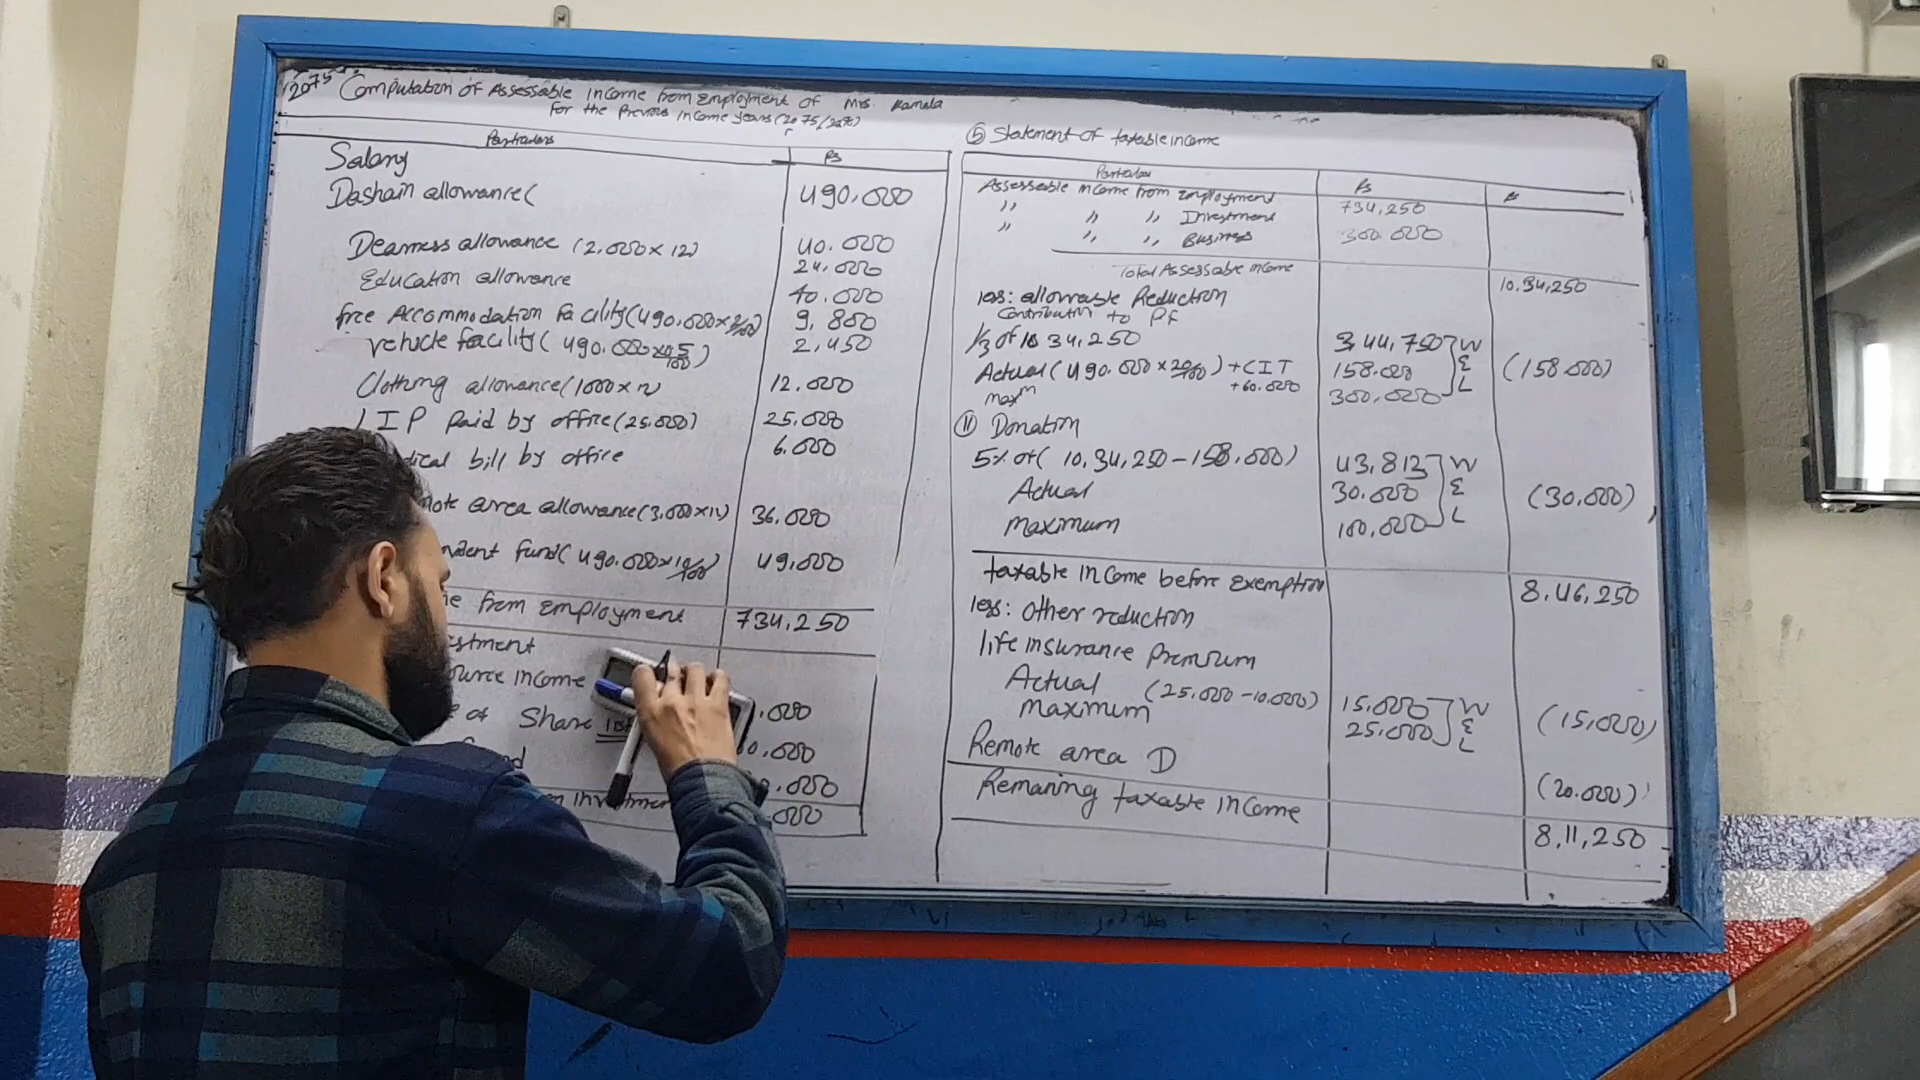 2075 Computation of Assessable income from Employment of Mrs. Kamala
For the Previous income years (2075/2076)
Particulars Rs
Salary 490,000
Dashain allowance(
40.000
Dearness allowance (2,000 x 12) 24.000
Education allowance 40.000
free Accommodation facility (490,000 x 2/100) 9,800
vehicle facility ( 490,000 x 0.5/100) 2,450
Clothing allowance (1000 x 12 12.000
LIP Paid by office (25,000) 25.000
dical bill by office 6.000
mote area allowance (3,000 x 12) 36.000
vident fund ( 490.000 x 10/100) 49,000
me from Employment 734,250
estment
ource income
of Share ,000
0.000
,000
,000
⑤ Statement of taxable income
Particulars Rs Rs
Assessable income from Employment 734,250
,, ,, ,, Investment 300.000
,, ,, ,, Business
Total Assessable income 10,34,250
less: allowable Reduction
Contribution to PF
1/3 of 10 34,250 3,44,750 W
Actual ( 490.000 x 20/100) + CIT + 60.000 158.000 E (158.000)
maxm 300,000 L
⑪ Donation
5% of ( 10,34,250 - 158,000) 43,813 W
Actual 30.000 E (30,000)
maximum 100,000 L
taxable income before Exemption 8,46,250
less: Other reduction
life insurance Premium
Actual (25,000 - 10.000) 15.000 W (15,000)
maximum 25.000 E L
Remote area D (20.000)
Remaning taxable income 8,11,250